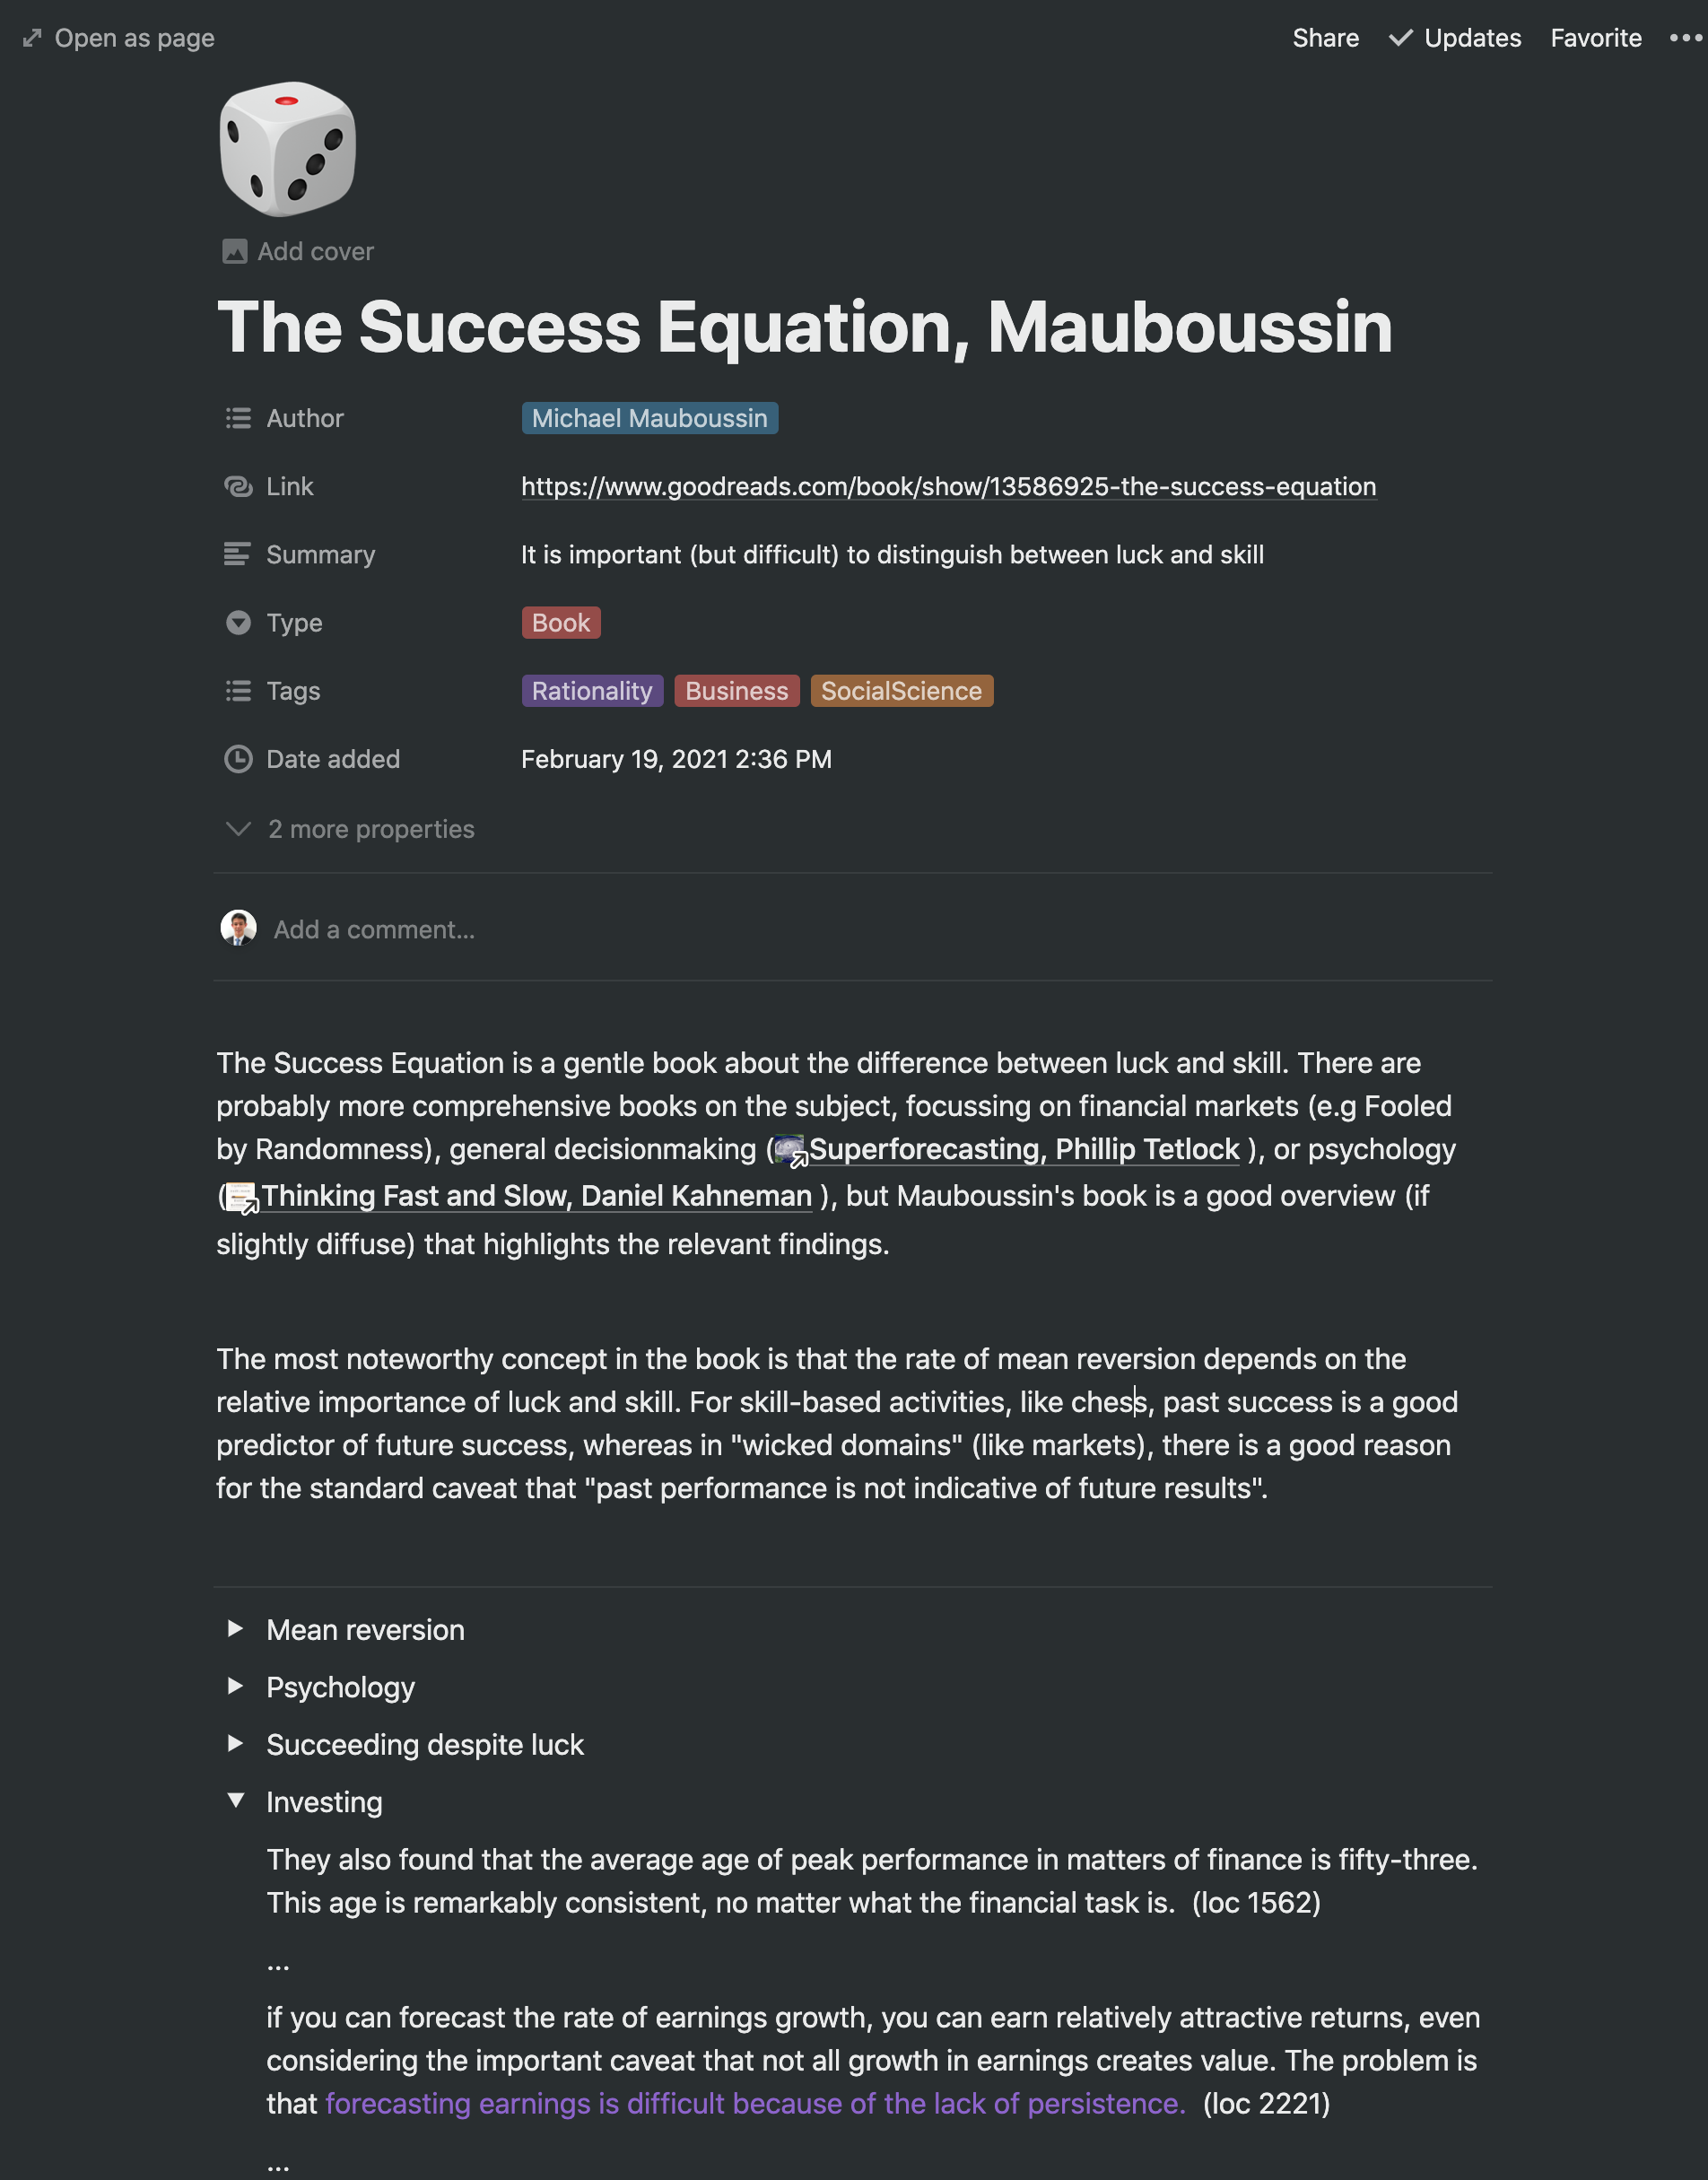 Open as page
Share Updates Favorite •••
Add cover
The Success Equation, Mauboussin
Author Michael Mauboussin
Link https://www.goodreads.com/book/show/13586925-the-success-equation
Summary It is important (but difficult) to distinguish between luck and skill
Type Book
Tags Rationality Business SocialScience
Date added February 19, 2021 2:36 PM
2 more properties
Add a comment...
The Success Equation is a gentle book about the difference between luck and skill. There are
probably more comprehensive books on the subject, focussing on financial markets (e.g Fooled
by Randomness), general decisionmaking (Superforecasting, Phillip Tetlock ), or psychology
(Thinking Fast and Slow, Daniel Kahneman ), but Mauboussin's book is a good overview (if
slightly diffuse) that highlights the relevant findings.
The most noteworthy concept in the book is that the rate of mean reversion depends on the
relative importance of luck and skill. For skill-based activities, like chess, past success is a good
predictor of future success, whereas in "wicked domains" (like markets), there is a good reason
for the standard caveat that "past performance is not indicative of future results".
Mean reversion
Psychology
Succeeding despite luck
Investing
They also found that the average age of peak performance in matters of finance is fifty-three.
This age is remarkably consistent, no matter what the financial task is. (loc 1562)
...
if you can forecast the rate of earnings growth, you can earn relatively attractive returns, even
considering the important caveat that not all growth in earnings creates value. The problem is
that forecasting earnings is difficult because of the lack of persistence. (loc 2221)
...